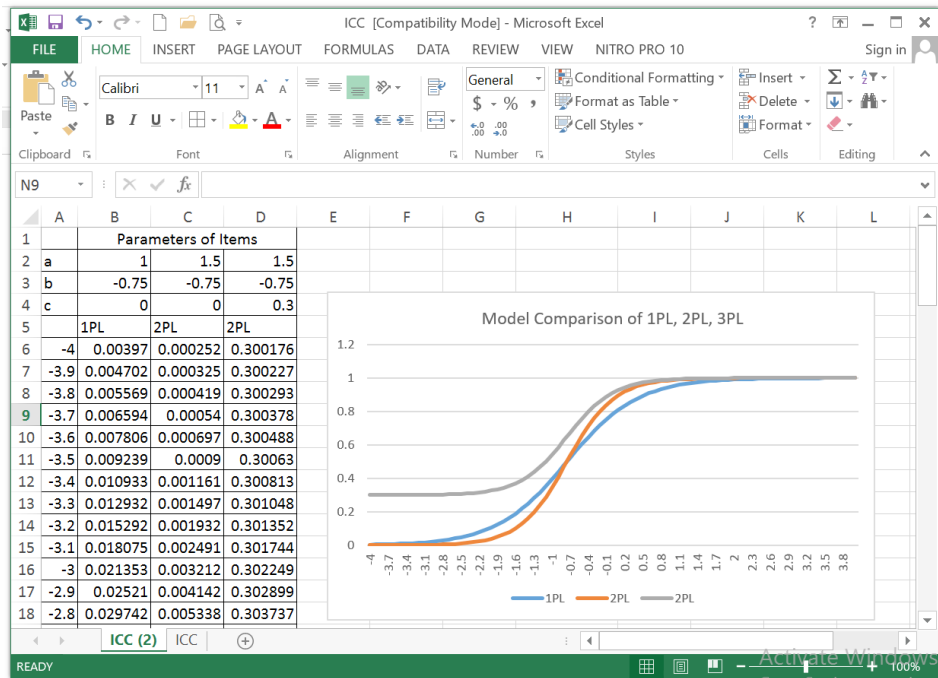 ICC [Compatibility Mode] - Microsoft Excel
FILE HOME INSERT PAGE LAYOUT FORMULAS DATA REVIEW VIEW NITRO PRO 10 Sign in
Calibri 11 General Conditional Formatting Insert
Paste $ % , Format as Table Delete
B I U A Cell Styles Format
Clipboard Font Alignment Number Styles Cells Editing
N9 fx
A B C D E F G H I J K L
1 Parameters of Items
2 a 1 1.5 1.5
3 b -0.75 -0.75 -0.75
4 c 0 0 0.3
5 1PL 2PL 2PL
6 -4 0.00397 0.000252 0.300176
7 -3.9 0.004702 0.000325 0.300227
8 -3.8 0.005569 0.000419 0.300293
9 -3.7 0.006594 0.00054 0.300378
10 -3.6 0.007806 0.000697 0.300488
11 -3.5 0.009239 0.0009 0.30063
12 -3.4 0.010933 0.001161 0.300813
13 -3.3 0.012932 0.001497 0.301048
14 -3.2 0.015292 0.001932 0.301352
15 -3.1 0.018075 0.002491 0.301744
16 -3 0.021353 0.003212 0.302249
17 -2.9 0.02521 0.004142 0.302899
18 -2.8 0.029742 0.005338 0.303737
Model Comparison of 1PL, 2PL, 3PL
1.2
1
0.8
0.6
0.4
0.2
0
-4 -3.7 -3.4 -3.1 -2.8 -2.5 -2.2 -1.9 -1.6 -1.3 -1 -0.7 -0.4 -0.1 0.2 0.5 0.8 1.1 1.4 1.7 2 2.3 2.6 2.9 3.2 3.5 3.8
1PL 2PL 2PL
ICC (2) ICC
READY 100%
Activate Windows